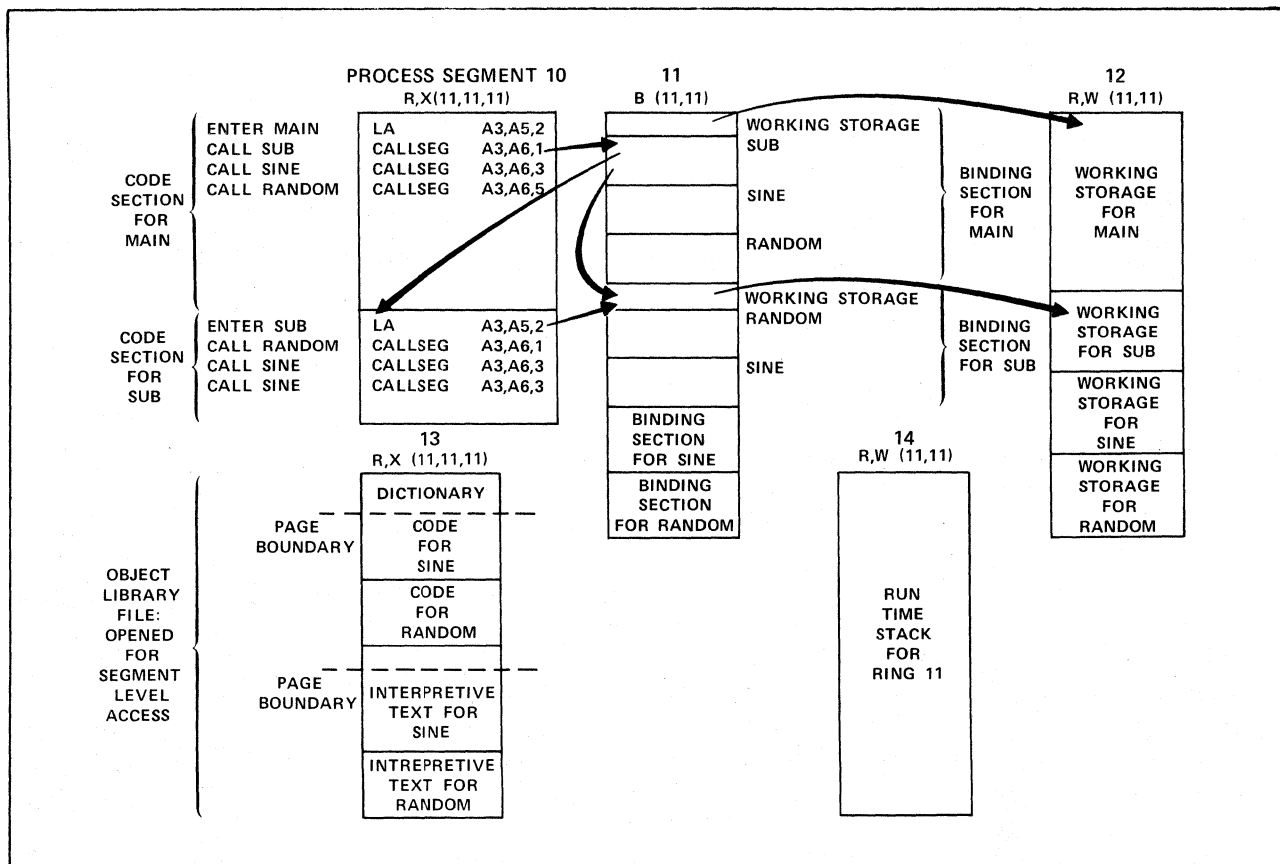 PROCESS SEGMENT 10
R,X(11,11,11)
11
B (11,11)
12
R,W (11,11)
CODE
SECTION
FOR
MAIN
ENTER MAIN
CALL SUB
CALL SINE
CALL RANDOM
LA A3,A5,2
CALLSEG A3,A6,1
CALLSEG A3,A6,3
CALLSEG A3,A6,5
WORKING STORAGE
SUB
SINE
RANDOM
BINDING
SECTION
FOR
MAIN
WORKING
STORAGE
FOR
MAIN
CODE
SECTION
FOR
SUB
ENTER SUB
CALL RANDOM
CALL SINE
CALL SINE
LA A3,A5,2
CALLSEG A3,A6,1
CALLSEG A3,A6,3
CALLSEG A3,A6,3
WORKING STORAGE
RANDOM
SINE
BINDING
SECTION
FOR SUB
WORKING
STORAGE
FOR SUB
WORKING
STORAGE
FOR
SINE
WORKING
STORAGE
FOR
RANDOM
BINDING
SECTION
FOR SINE
BINDING
SECTION
FOR RANDOM
13
R,X (11,11,11)
OBJECT
LIBRARY
FILE:
OPENED
FOR
SEGMENT
LEVEL
ACCESS
DICTIONARY
PAGE
BOUNDARY
CODE
FOR
SINE
CODE
FOR
RANDOM
PAGE
BOUNDARY
INTERPRETIVE
TEXT FOR
SINE
INTREPRETIVE
TEXT FOR
RANDOM
14
R,W (11,11)
RUN
TIME
STACK
FOR
RING 11